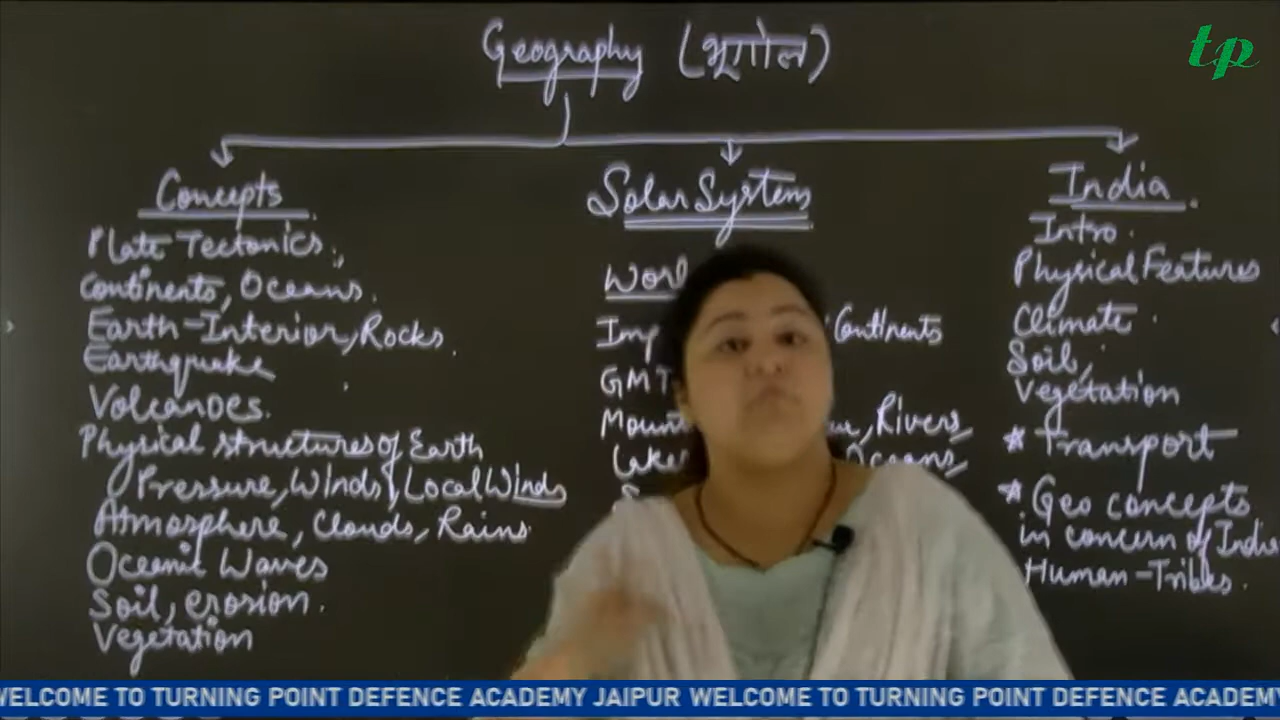 Geography (भूगोल)
tp
Concepts
Plate Tectonics.,
Continents, Oceans.
Earth-Interior, Rocks.
Earthquake
Volcanoes.
Physical structures of Earth
Pressure, Winds, Local Winds
Atmosphere, Clouds, Rains
Oceanic Waves
Soil, erosion.
Vegetation
Solar System
Continents
GMT
Rivers,
Oceans,
India.
Intro.
Physical Features
Climate.
Soil,
Vegetation
* Transport
* Geo concepts
in concern of India
Human-Tribes.
WELCOME TO TURNING POINT DEFENCE ACADEMY JAIPUR WELCOME TO TURNING POINT DEFENCE ACADEMY